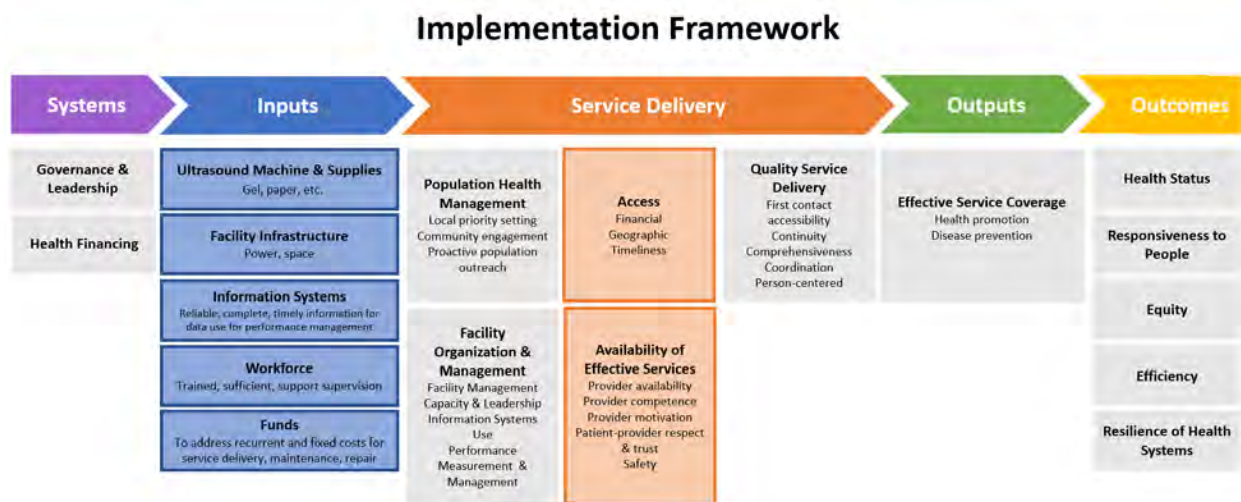 Implementation Framework
Systems
Inputs
Service Delivery
Outputs
Outcomes
Governance &
Leadership
Health Financing
Ultrasound Machine & Supplies
Gel, paper, etc.
Facility Infrastructure
Power, space
Information Systems
Reliable, complete, timely information for
data use for performance management
Workforce
Trained, sufficient, support supervision
Funds
To address recurrent and fixed costs for
service delivery, maintenance, repair
Population Health
Management
Local priority setting
Community engagement
Proactive population
outreach
Facility
Organization &
Management
Facility Management
Capacity & Leadership
Information Systems
Use
Performance
Measurement &
Management
Access
Financial
Geographic
Timeliness
Availability of
Effective Services
Provider availability
Provider competence
Provider motivation
Patient-provider respect
& trust
Safety
Quality Service
Delivery
First contact
accessibility
Continuity
Comprehensiveness
Coordination
Person-centered
Effective Service Coverage
Health promotion
Disease prevention
Health Status
Responsiveness to
People
Equity
Efficiency
Resilience of Health
Systems